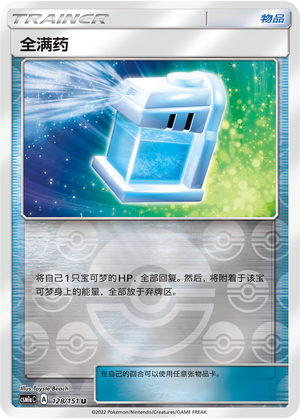 TRAINER
物品
全满药
将自己1只宝可梦的HP，全部回复。然后，将附着于该宝
可梦身上的能量，全部放于弃牌区。
Illus. Toyste Beach
在自己的回合可以使用任意张物品卡。
csm1aC A 128/151 U
©2022 Pokémon/Nintendo/Creatures/GAME FREAK.